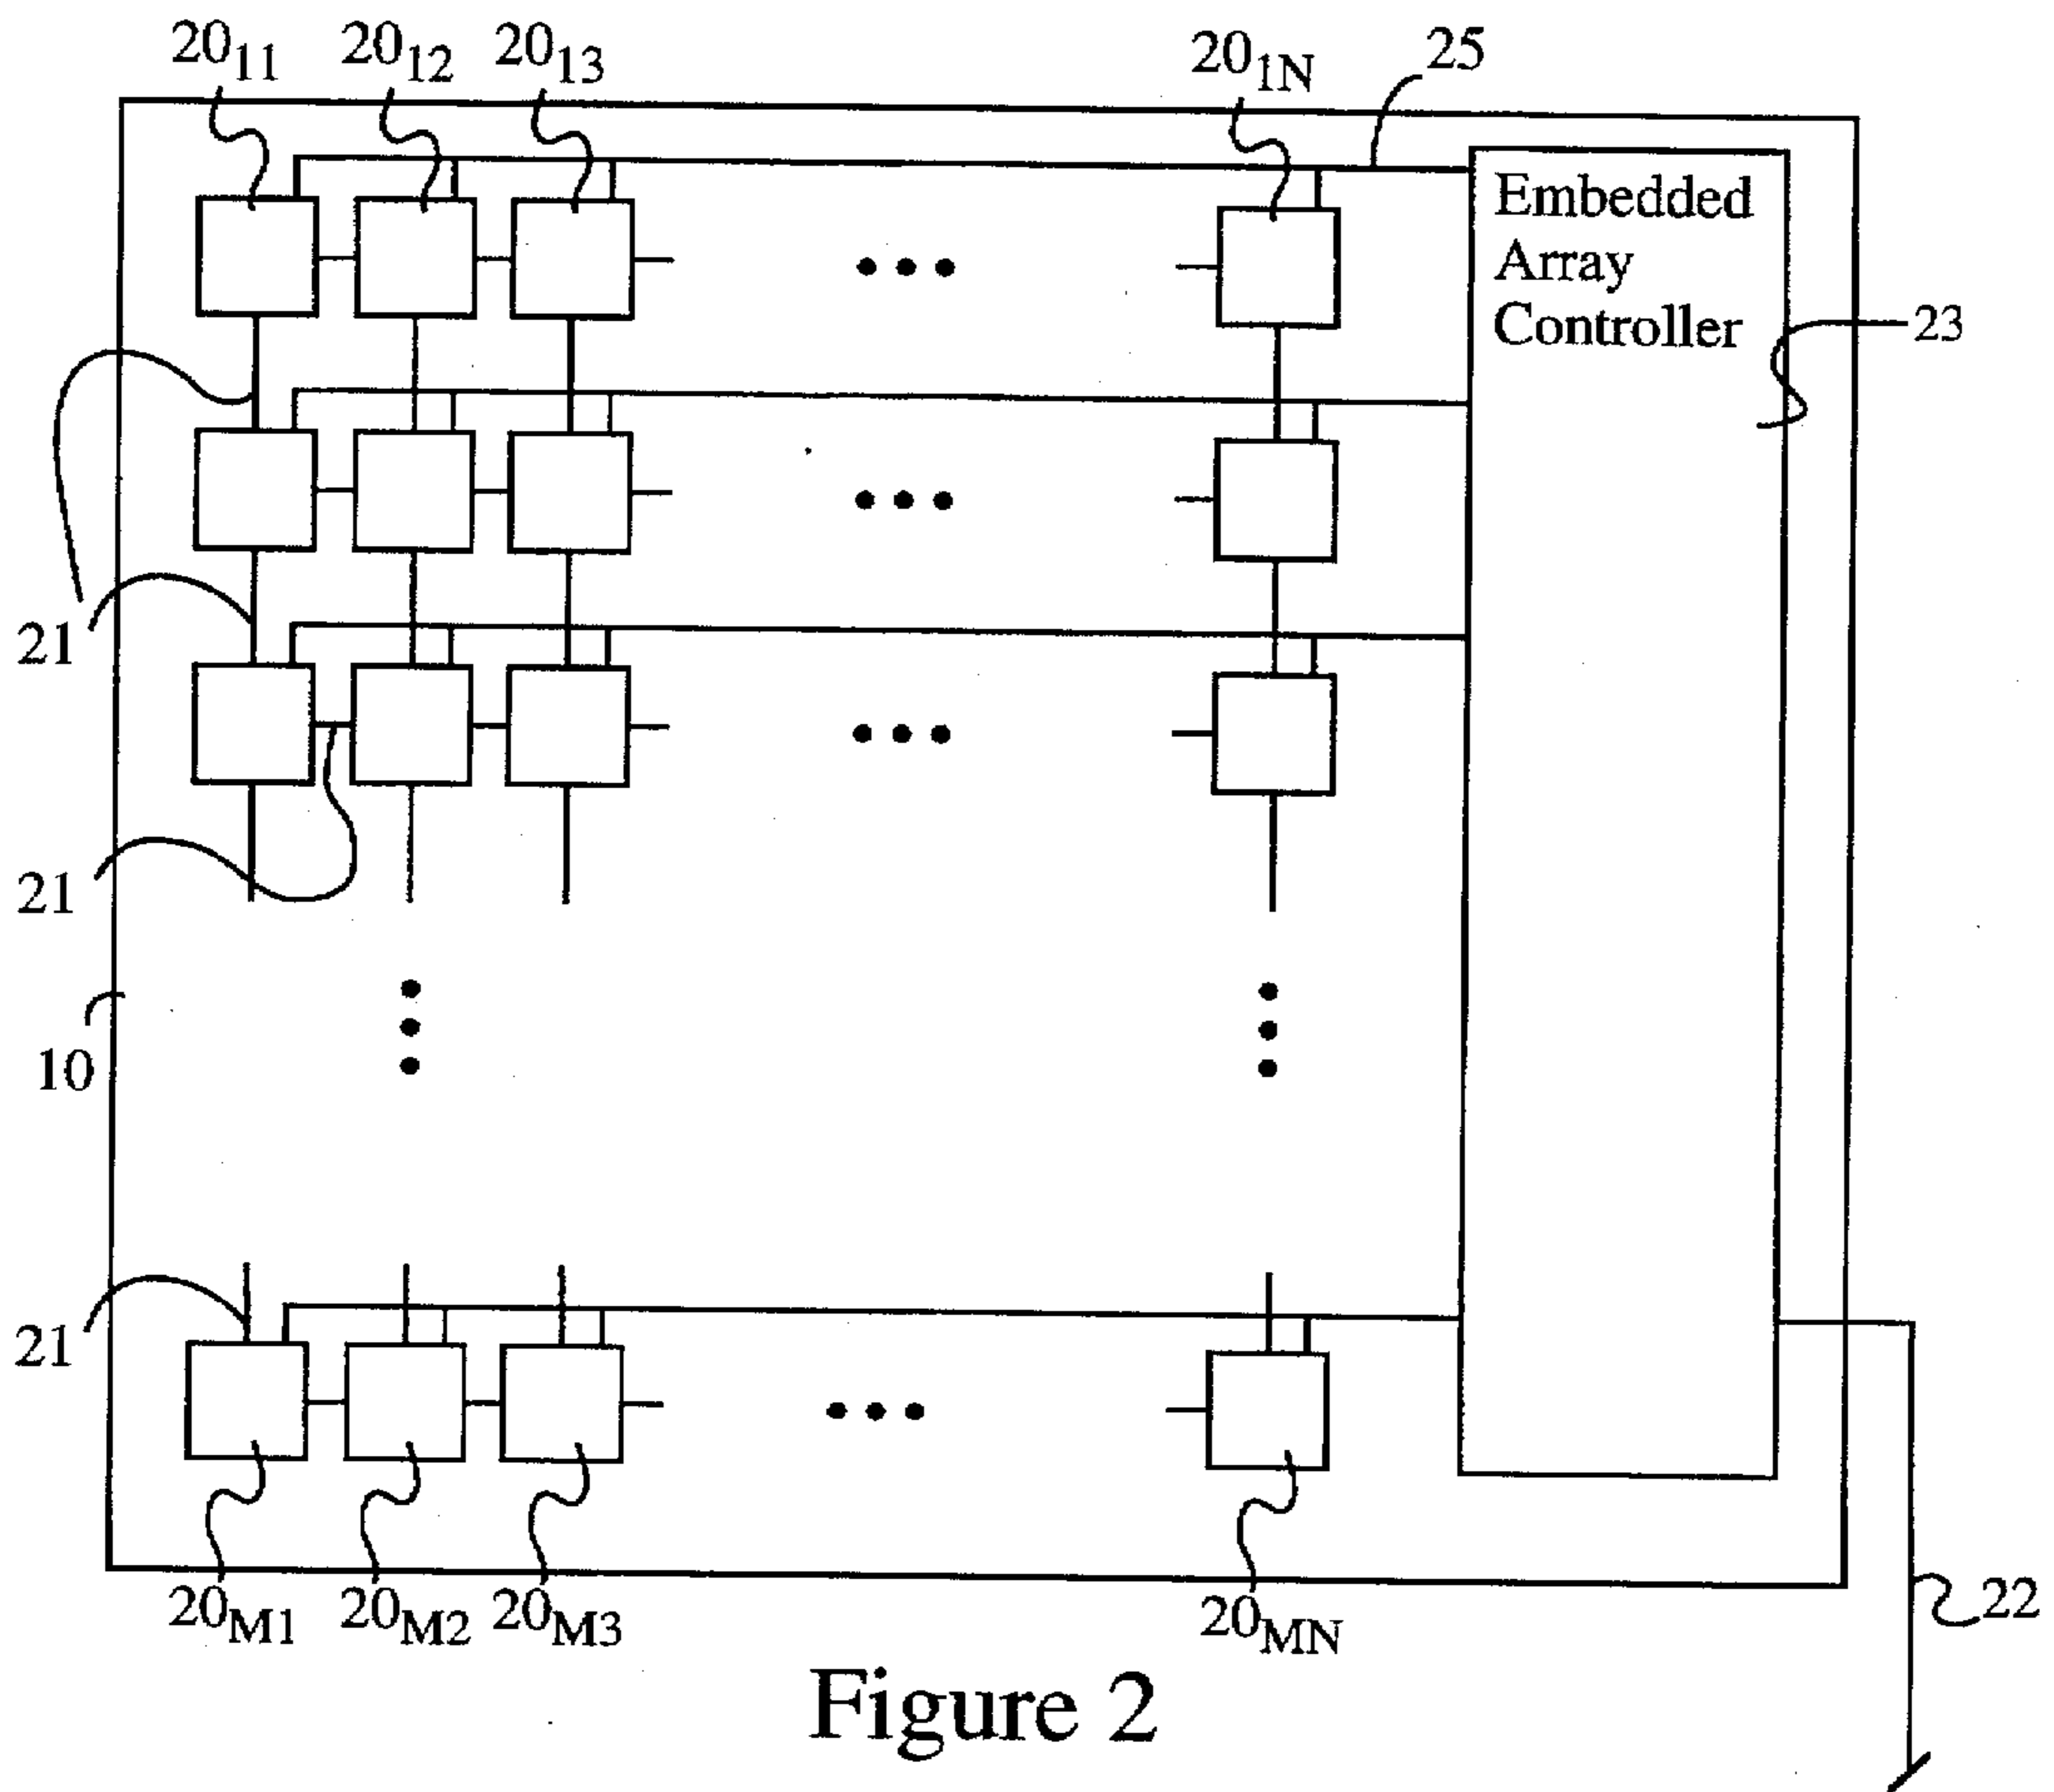 20₁₁ 20₁₂ 20₁₃ 20₁N 25
Embedded
Array
Controller
23
21
21
10
21
22
20M1 20M2 20M3 20MN
Figure 2